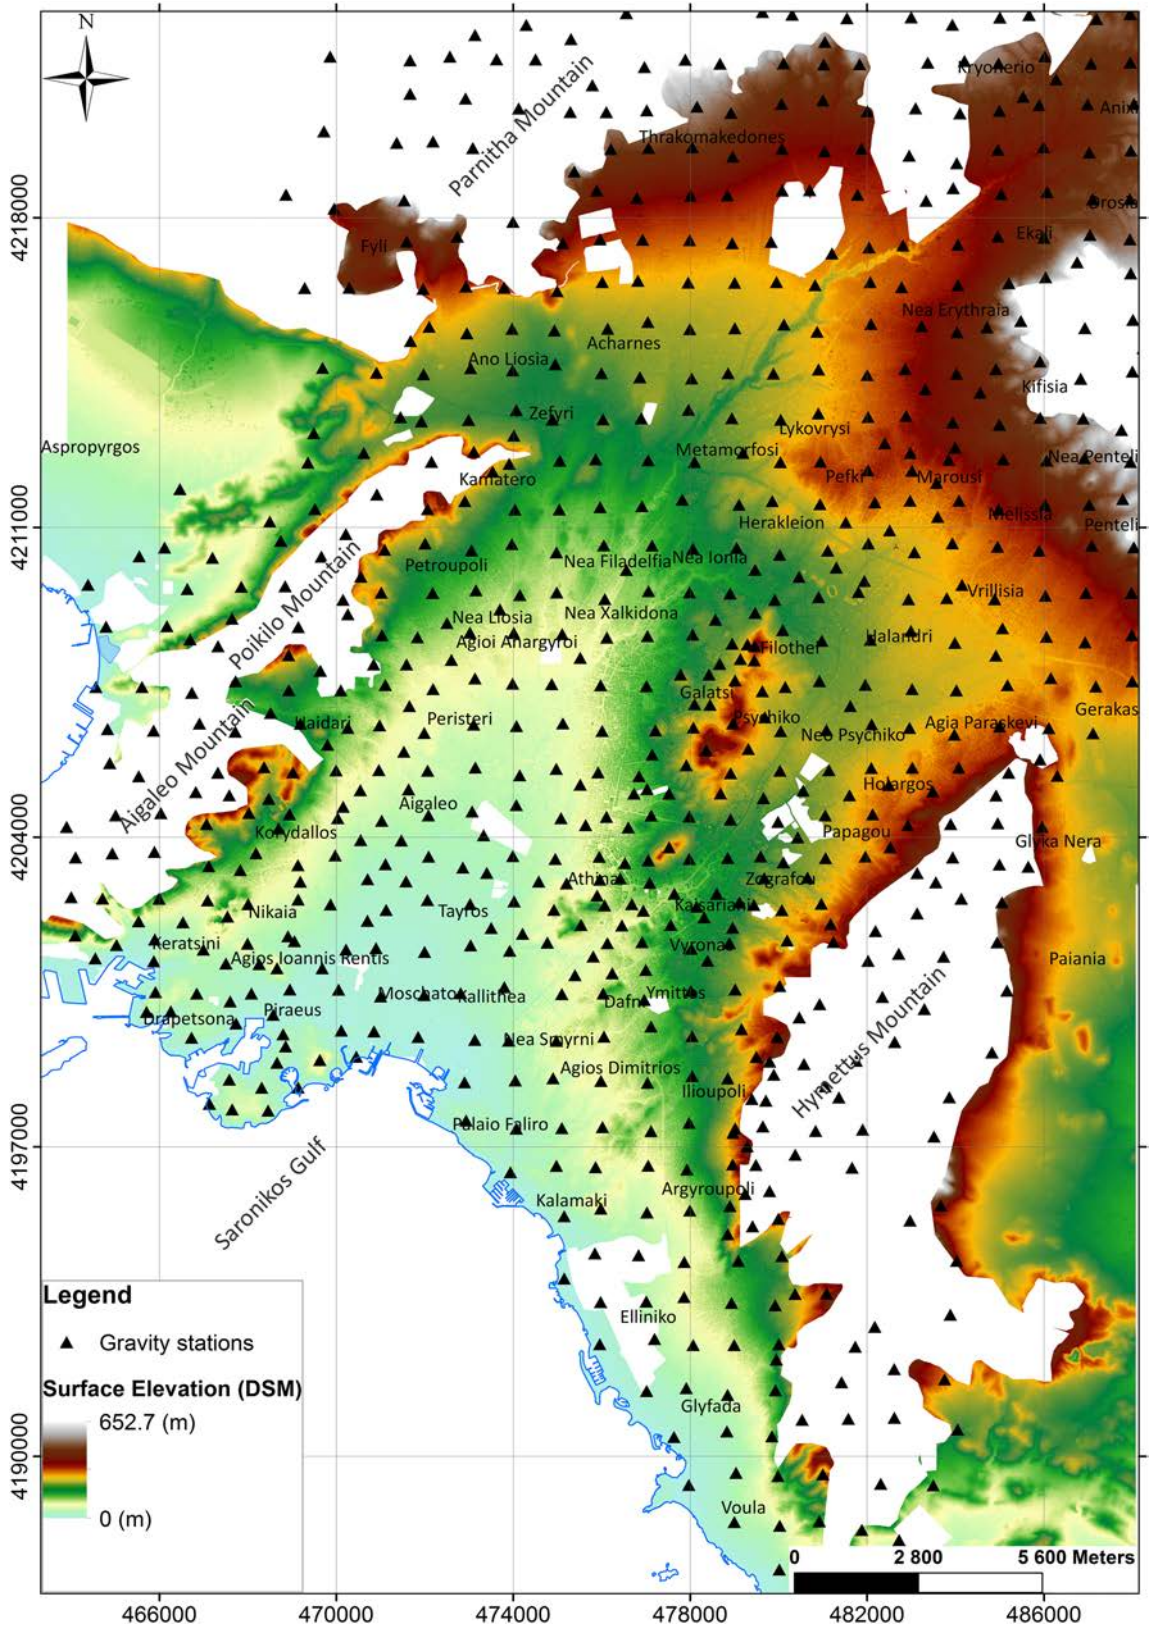 N
Kryonerio
Parnitha Mountain
Anixi
Thrakomakedones
4218000
Drosia
Fyli
Ekali
Nea Erythraia
Acharnes
Ano Liosia
Kifisia
Zefyri
Lykovrysi
Aspropyrgos
Metamorfosi
Nea Penteli
Kamatero
Pefki
Marousi
4211000
Melissia
Herakleion
Penteli
Nea Filadelfia
Nea Ionia
Petroupoli
Poikilo Mountain
Vrillisia
Nea Liosia
Nea Xalkidona
Agioi Anargyroi
Halandri
Filothei
Galatsi
Haidari
Peristeri
Psychiko
Neo Psychiko
Agia Paraskevi
Gerakas
Aigaleo Mountain
Holargos
Aigaleo
4204000
Korydallos
Papagou
Glyka Nera
Athina
Zografou
Nikaia
Tayros
Kaisariani
Keratsini
Vyrona
Agios Ioannis Rentis
Paiania
Moschato
Kallithea
Dafni
Ymittos
Drapetsona
Piraeus
Hymettus Mountain
Nea Smyrni
Agios Dimitrios
Ilioupoli
4197000
Palaio Faliro
Saronikos Gulf
Argyroupoli
Kalamaki
Legend
Gravity stations
Elliniko
Surface Elevation (DSM)
652.7 (m)
Glyfada
4190000
0 (m)
Voula
0 2 800 5 600 Meters
466000 470000 474000 478000 482000 486000